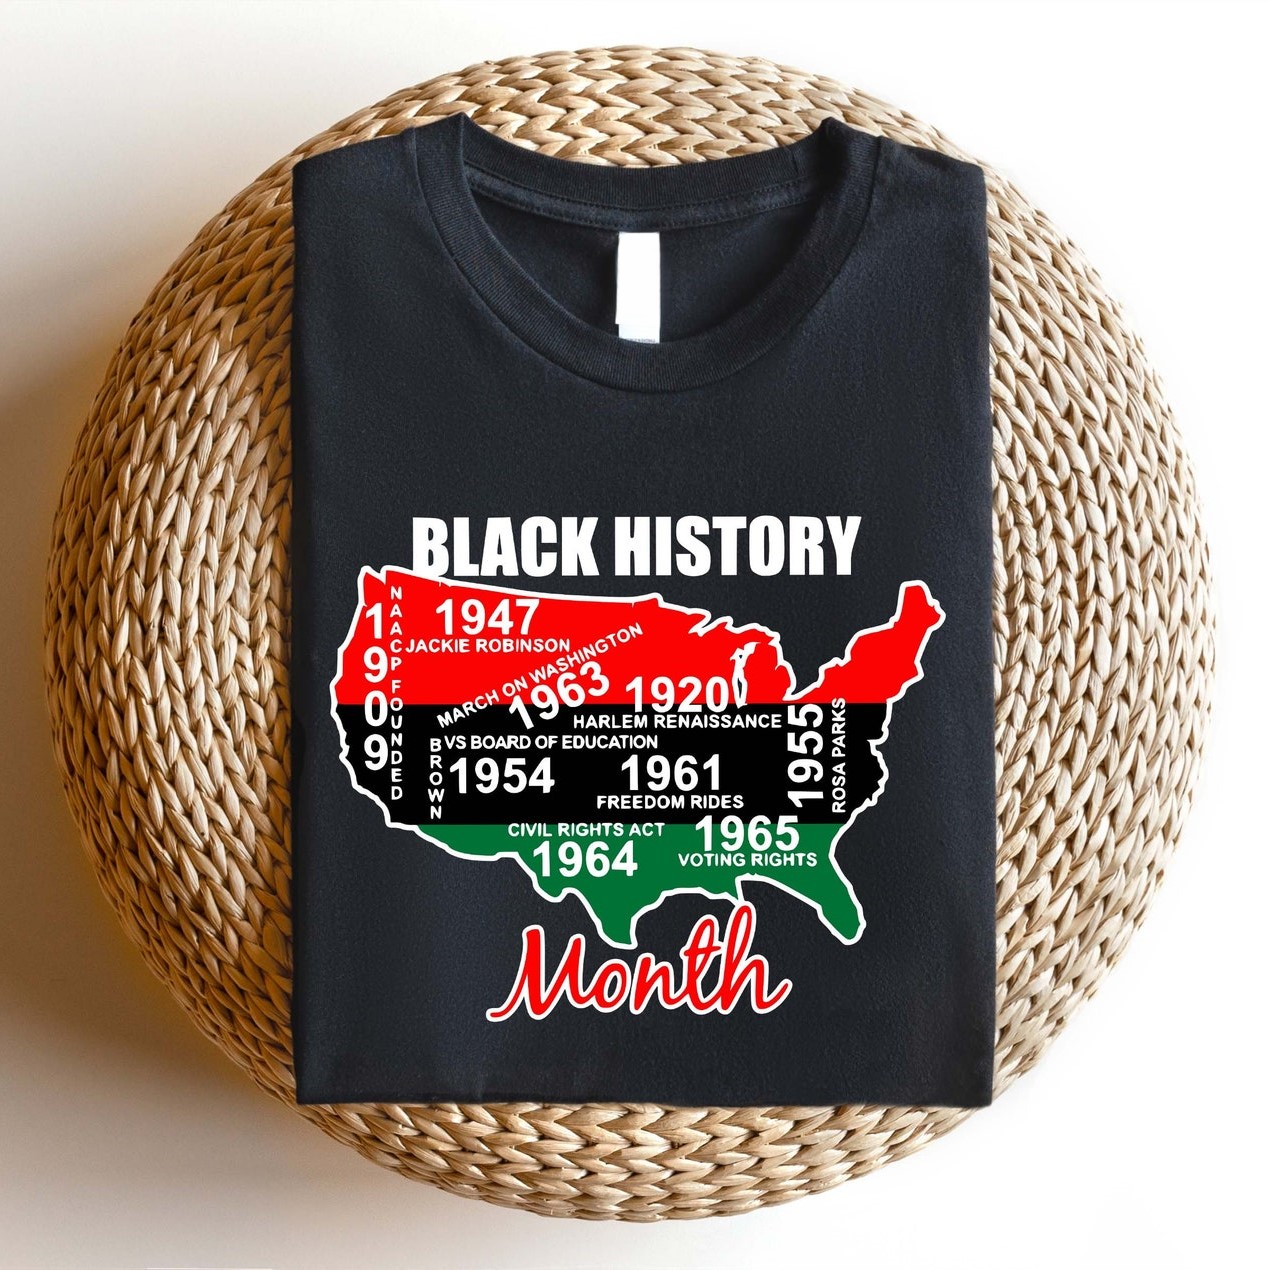 BLACK HISTORY
1909
NAACP FOUNDED
1947
JACKIE ROBINSON
MARCH ON WASHINGTON
1963
1920
HARLEM RENAISSANCE
1955
ROSA PARKS
BROWN
VS BOARD OF EDUCATION
1954
1961
FREEDOM RIDES
CIVIL RIGHTS ACT
1964
1965
VOTING RIGHTS
Month